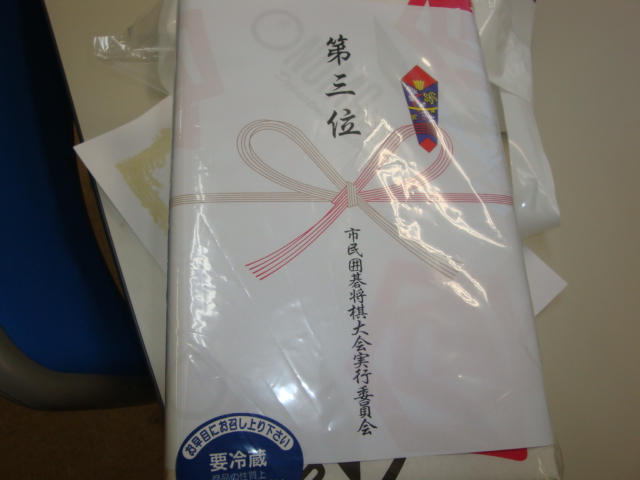 第三位
市民囲碁将棋大会実行委員会
お早目にお召し上り下さい
要冷蔵